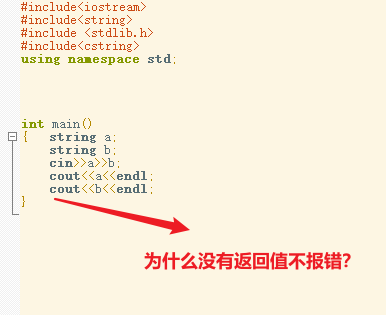 #include<iostream>
#include<string>
#include <stdlib.h>
#include<cstring>
using namespace std;
int main()
{   string a;
    string b;
    cin>>a>>b;
    cout<<a<<endl;
    cout<<b<<endl;
}
为什么没有返回值不报错?